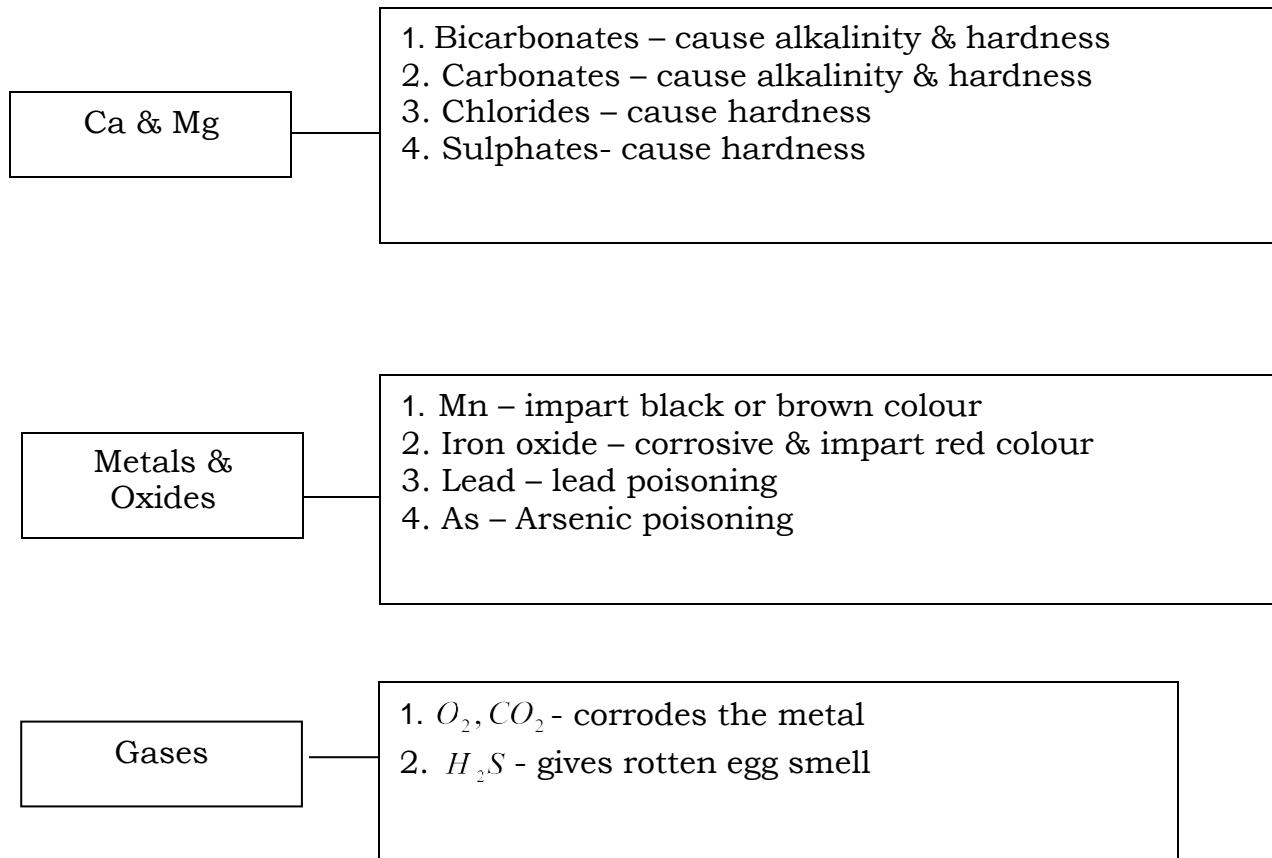 1. Bicarbonates – cause alkalinity & hardness
2. Carbonates – cause alkalinity & hardness
3. Chlorides – cause hardness
4. Sulphates- cause hardness
Ca & Mg
1. Mn – impart black or brown colour
2. Iron oxide – corrosive & impart red colour
3. Lead – lead poisoning
4. As – Arsenic poisoning
Metals &
Oxides
1. O₂, CO₂ - corrodes the metal
2. H₂S - gives rotten egg smell
Gases